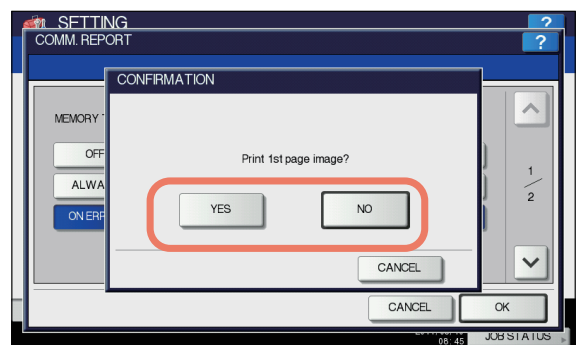 SETTING ?
COMM. REPORT ?
CONFIRMATION
MEMORY
OFF
Print 1st page image?
1
ALWA
2
YES NO
ON ERR
CANCEL
CANCEL OK
08:45 JOB STATUS